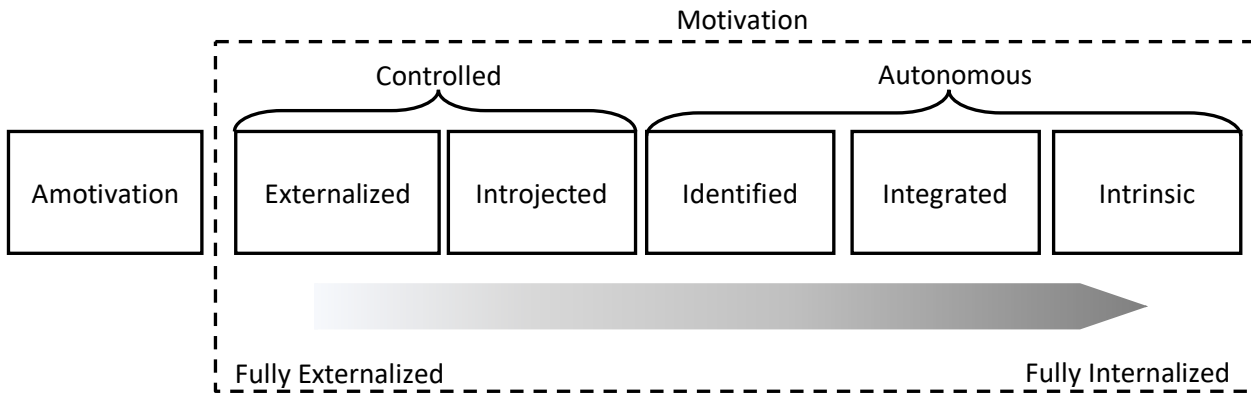 Motivation
Controlled Autonomous
Amotivation Externalized Introjected Identified Integrated Intrinsic
Fully Externalized Fully Internalized